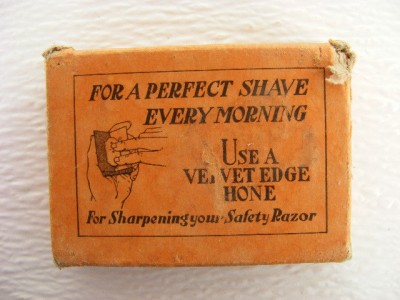 FOR A PERFECT SHAVE
EVERY MORNING
USE A
VELVET EDGE
HONE
For Sharpening your Safety Razor